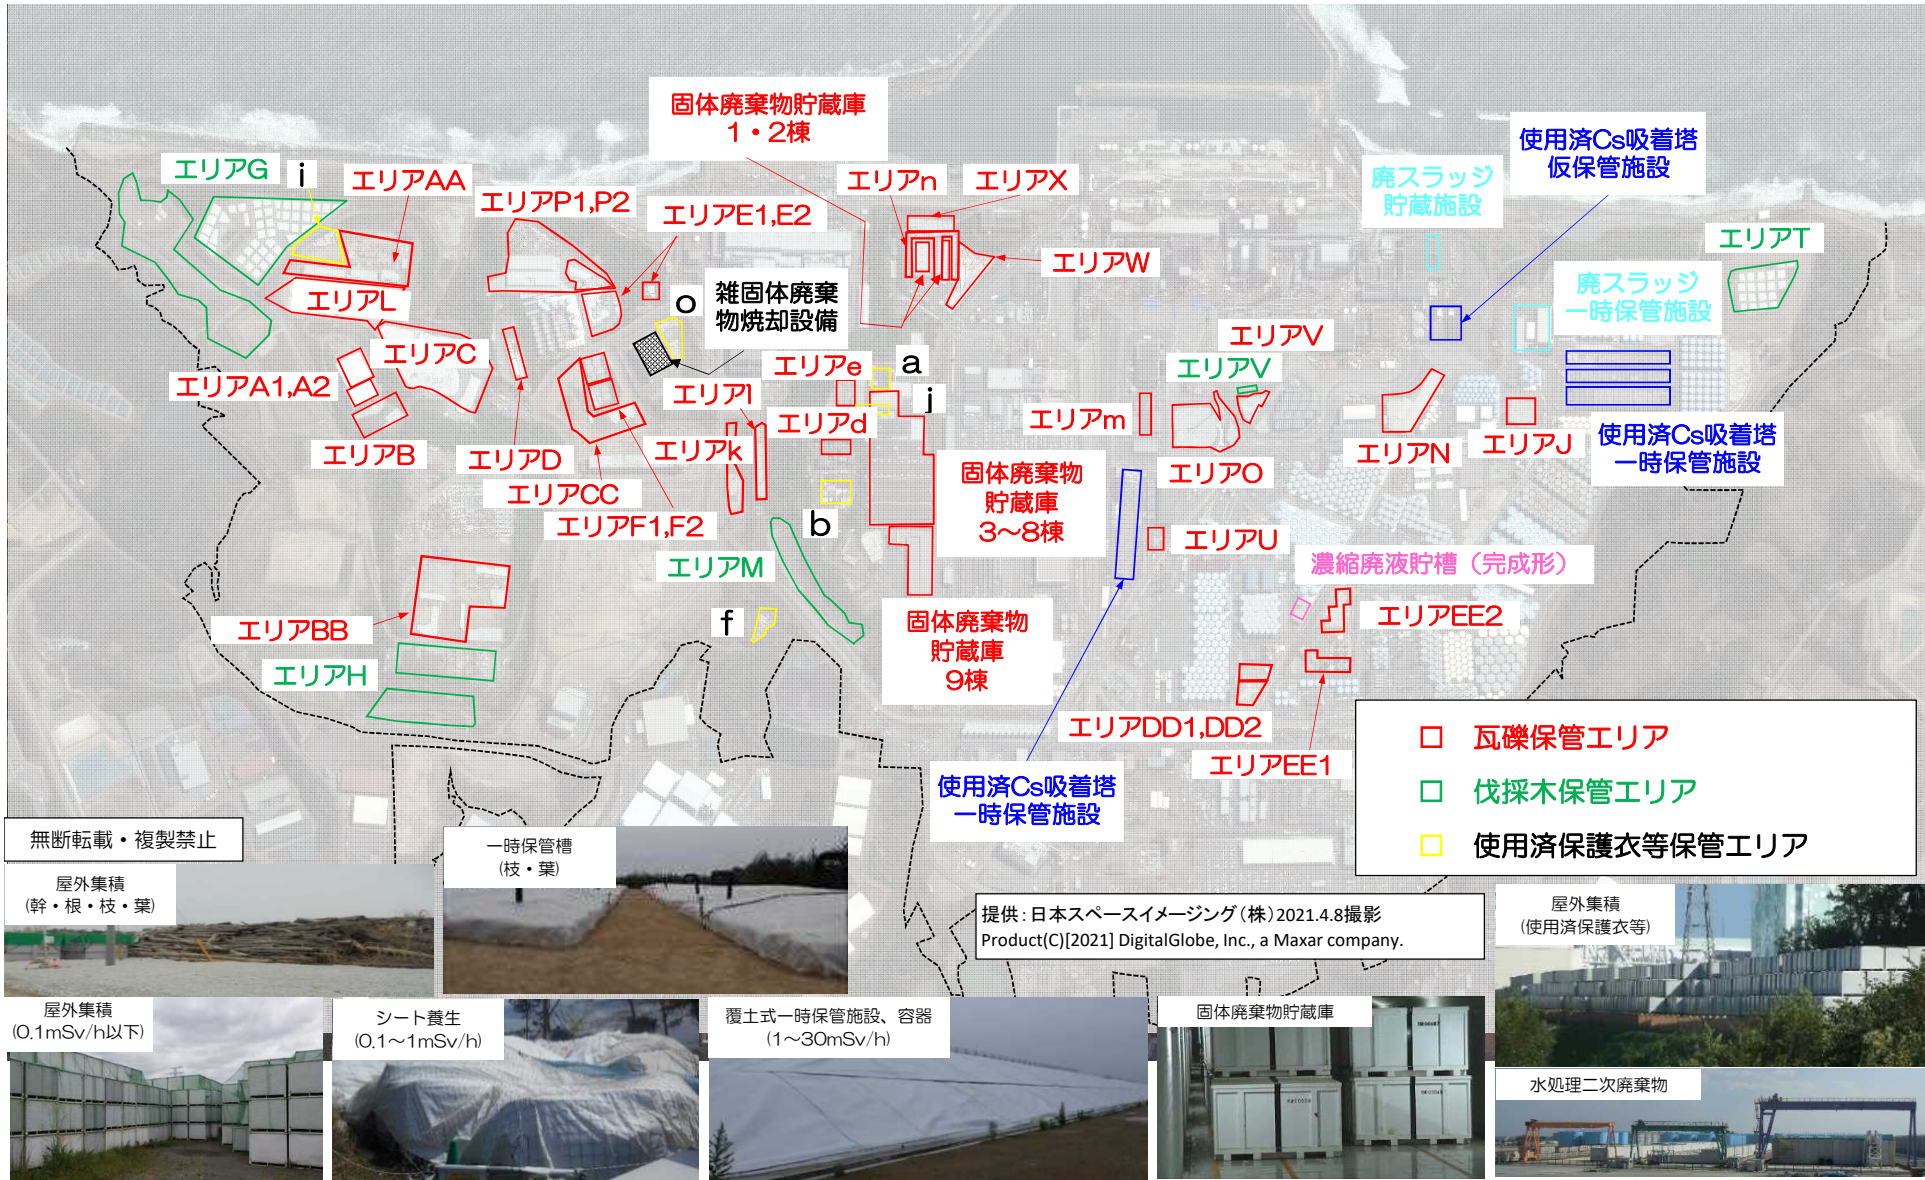 固体廃棄物貯蔵庫
1・2棟
使用済Cs吸着塔
仮保管施設
エリアG
i
エリアAA
エリアP1,P2
エリアE1,E2
エリアn
エリアX
廃スラッジ
貯蔵施設
エリアT
エリアW
エリアL
o
雑固体廃棄
物焼却設備
廃スラッジ
一時保管施設
エリアC
エリアV
エリアV
エリアA1,A2
エリアe
a
エリアl
j
エリアd
エリアm
エリアB
エリアD
エリアk
エリアN
エリアJ
使用済Cs吸着塔
一時保管施設
エリアCC
エリアF1,F2
b
固体廃棄物
貯蔵庫
3~8棟
エリアO
エリアU
エリアM
濃縮廃液貯槽(完成形)
エリアBB
f
固体廃棄物
貯蔵庫
9棟
エリアEE2
エリアH
エリアDD1,DD2
エリアEE1
使用済Cs吸着塔
一時保管施設
瓦礫保管エリア
伐採木保管エリア
使用済保護衣等保管エリア
無断転載・複製禁止
屋外集積
(幹・根・枝・葉)
一時保管槽
(枝・葉)
提供:日本スペースイメージング(株)2021.4.8撮影
Product(C)[2021] DigitalGlobe, Inc., a Maxar company.
屋外集積
(使用済保護衣等)
屋外集積
(0.1mSv/h以下)
シート養生
(0.1~1mSv/h)
覆土式一時保管施設、容器
(1~30mSv/h)
固体廃棄物貯蔵庫
水処理二次廃棄物